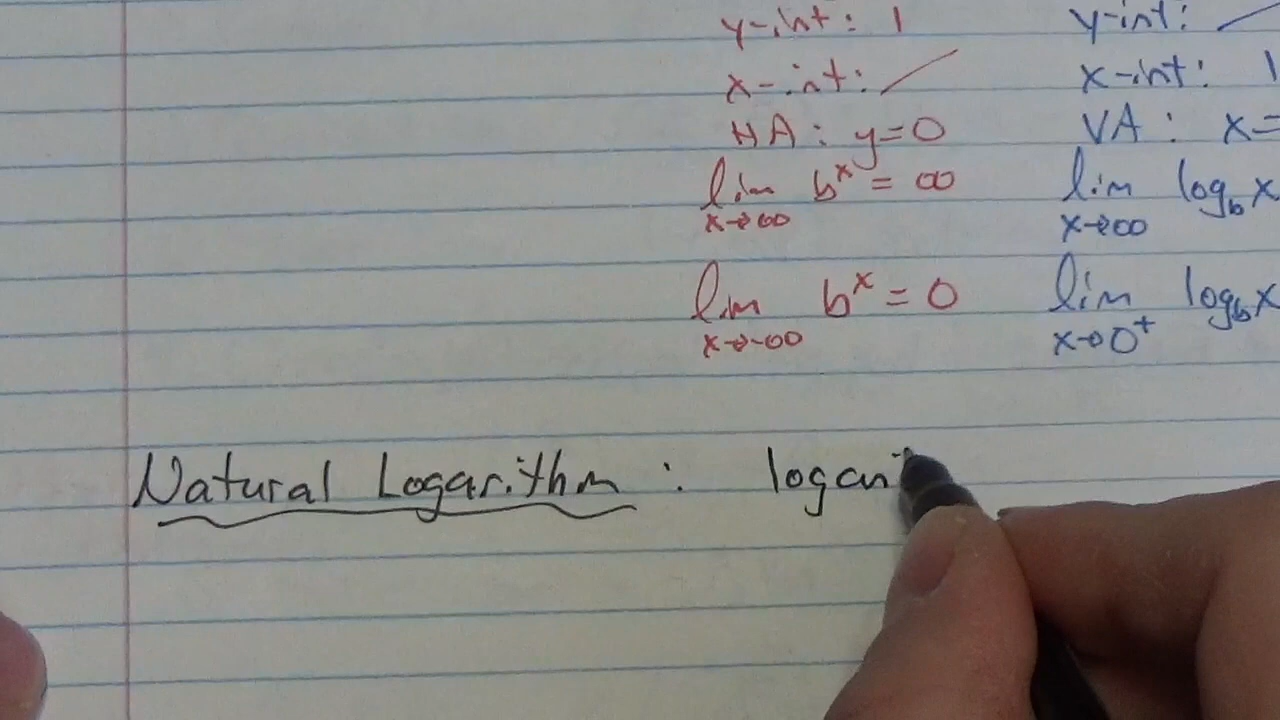 y-int: 1 y-int:
x-int: x-int: 1
HA: y=0 VA: x=
lim b^x = ∞ lim log_b x
x→∞ x→∞
lim b^x = 0 lim log_b x
x→-∞ x→0⁺
Natural Logarithm : logari